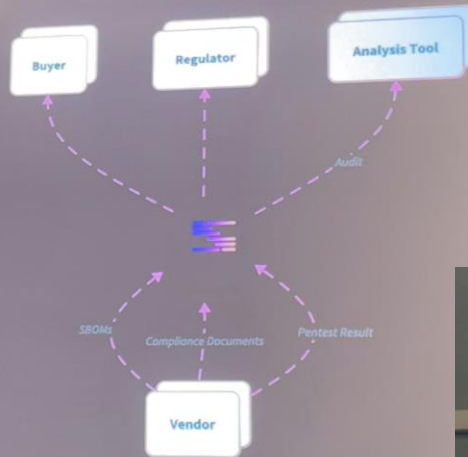 Buyer
Regulator
Analysis Tool
Audit
SBOMs
Compliance Documents
Pentest Result
Vendor